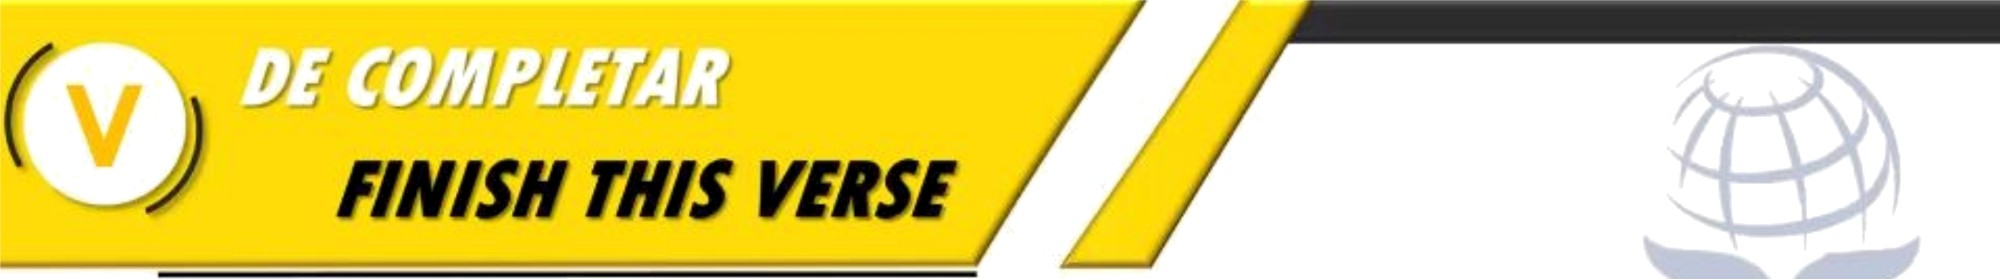 V
DE COMPLETAR
FINISH THIS VERSE